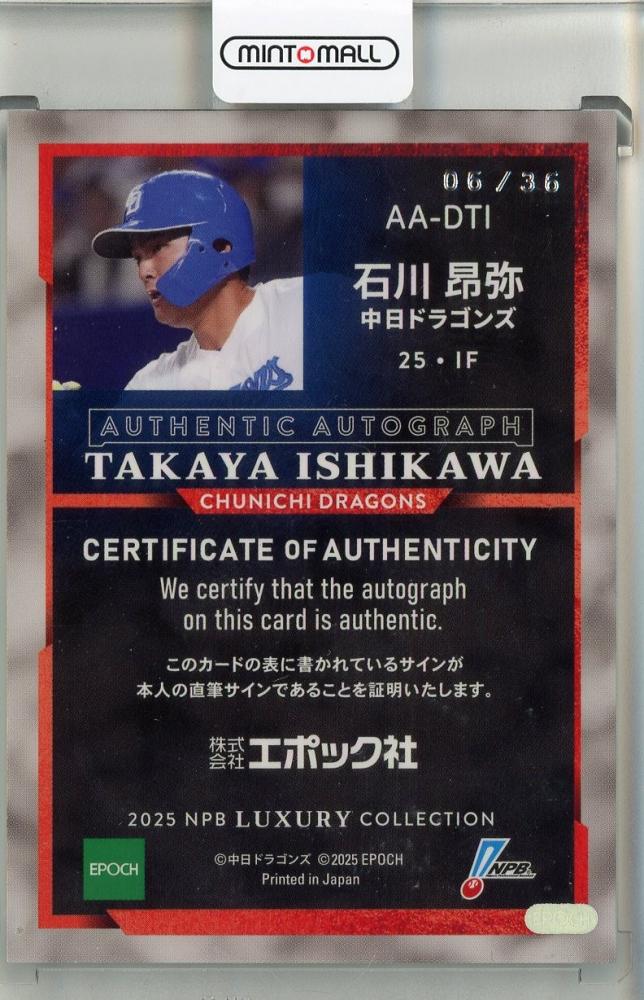 MINT MALL
06/36
AA-DTI
石川 昂弥
中日ドラゴンズ
25・IF
AUTHENTIC AUTOGRAPH
TAKAYA ISHIKAWA
CHUNICHI DRAGONS
CERTIFICATE OF AUTHENTICITY
We certify that the autograph
on this card is authentic.
このカードの表に書かれているサインが
本人の直筆サインであることを証明いたします。
株式会社エポック社
2025 NPB LUXURY COLLECTION
EPOCH
©中日ドラゴンズ ©2025 EPOCH
Printed in Japan
NPB
EPOCH